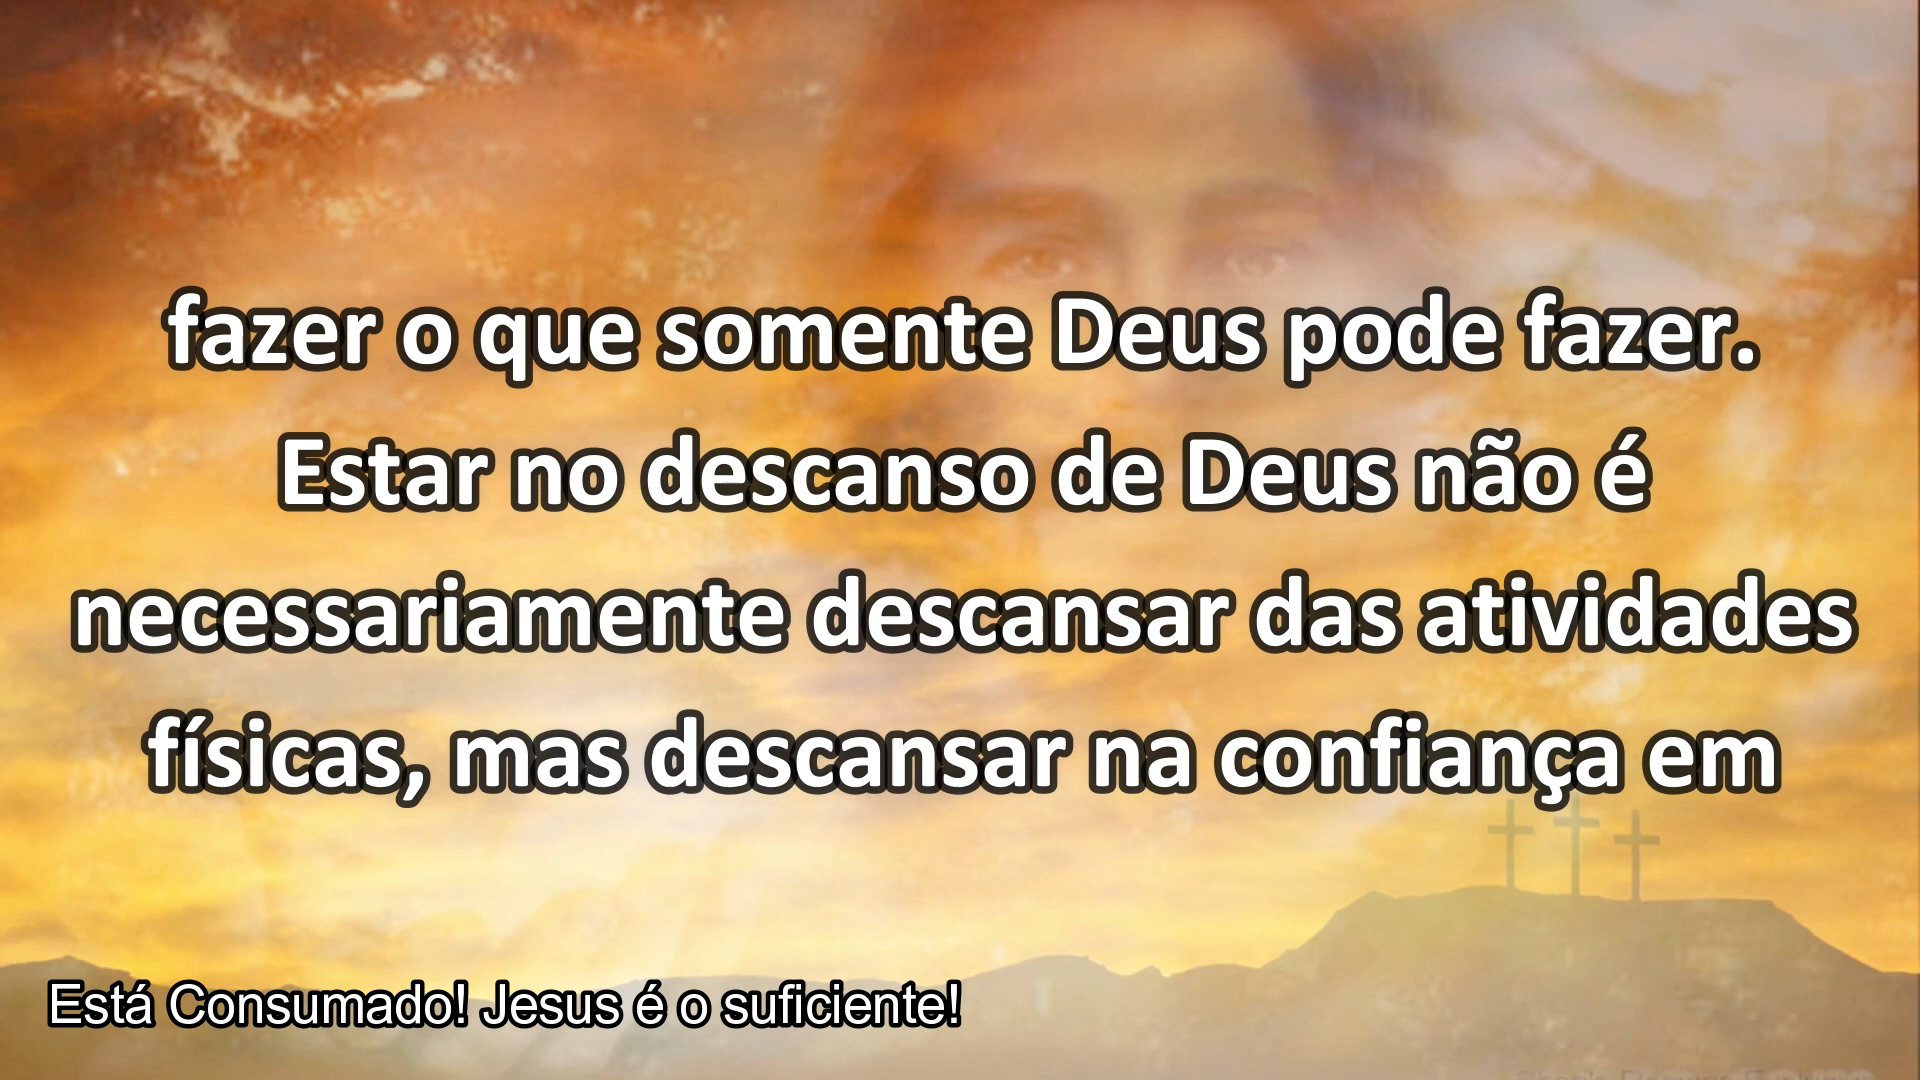 fazer o que somente Deus pode fazer.
Estar no descanso de Deus não é
necessariamente descansar das atividades
físicas, mas descansar na confiança em
Está Consumado! Jesus é o suficiente!